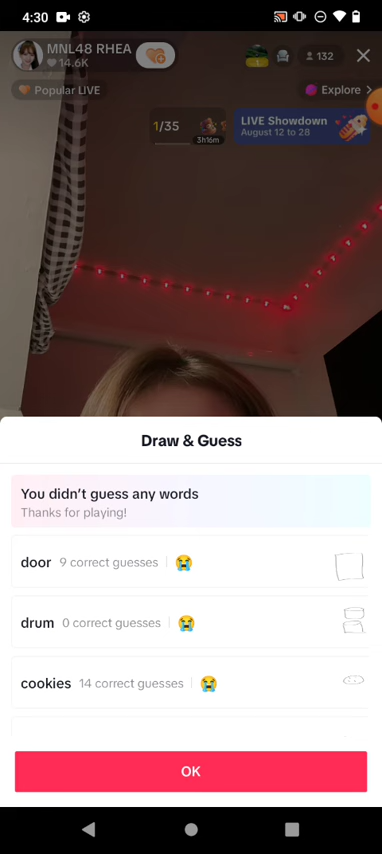 4:30
MNL48 RHEA
14.6K
132
Popular LIVE
Explore
1/35
3h16m
LIVE Showdown
August 12 to 28
Draw & Guess
You didn't guess any words
Thanks for playing!
door 9 correct guesses
drum 0 correct guesses
cookies 14 correct guesses
OK